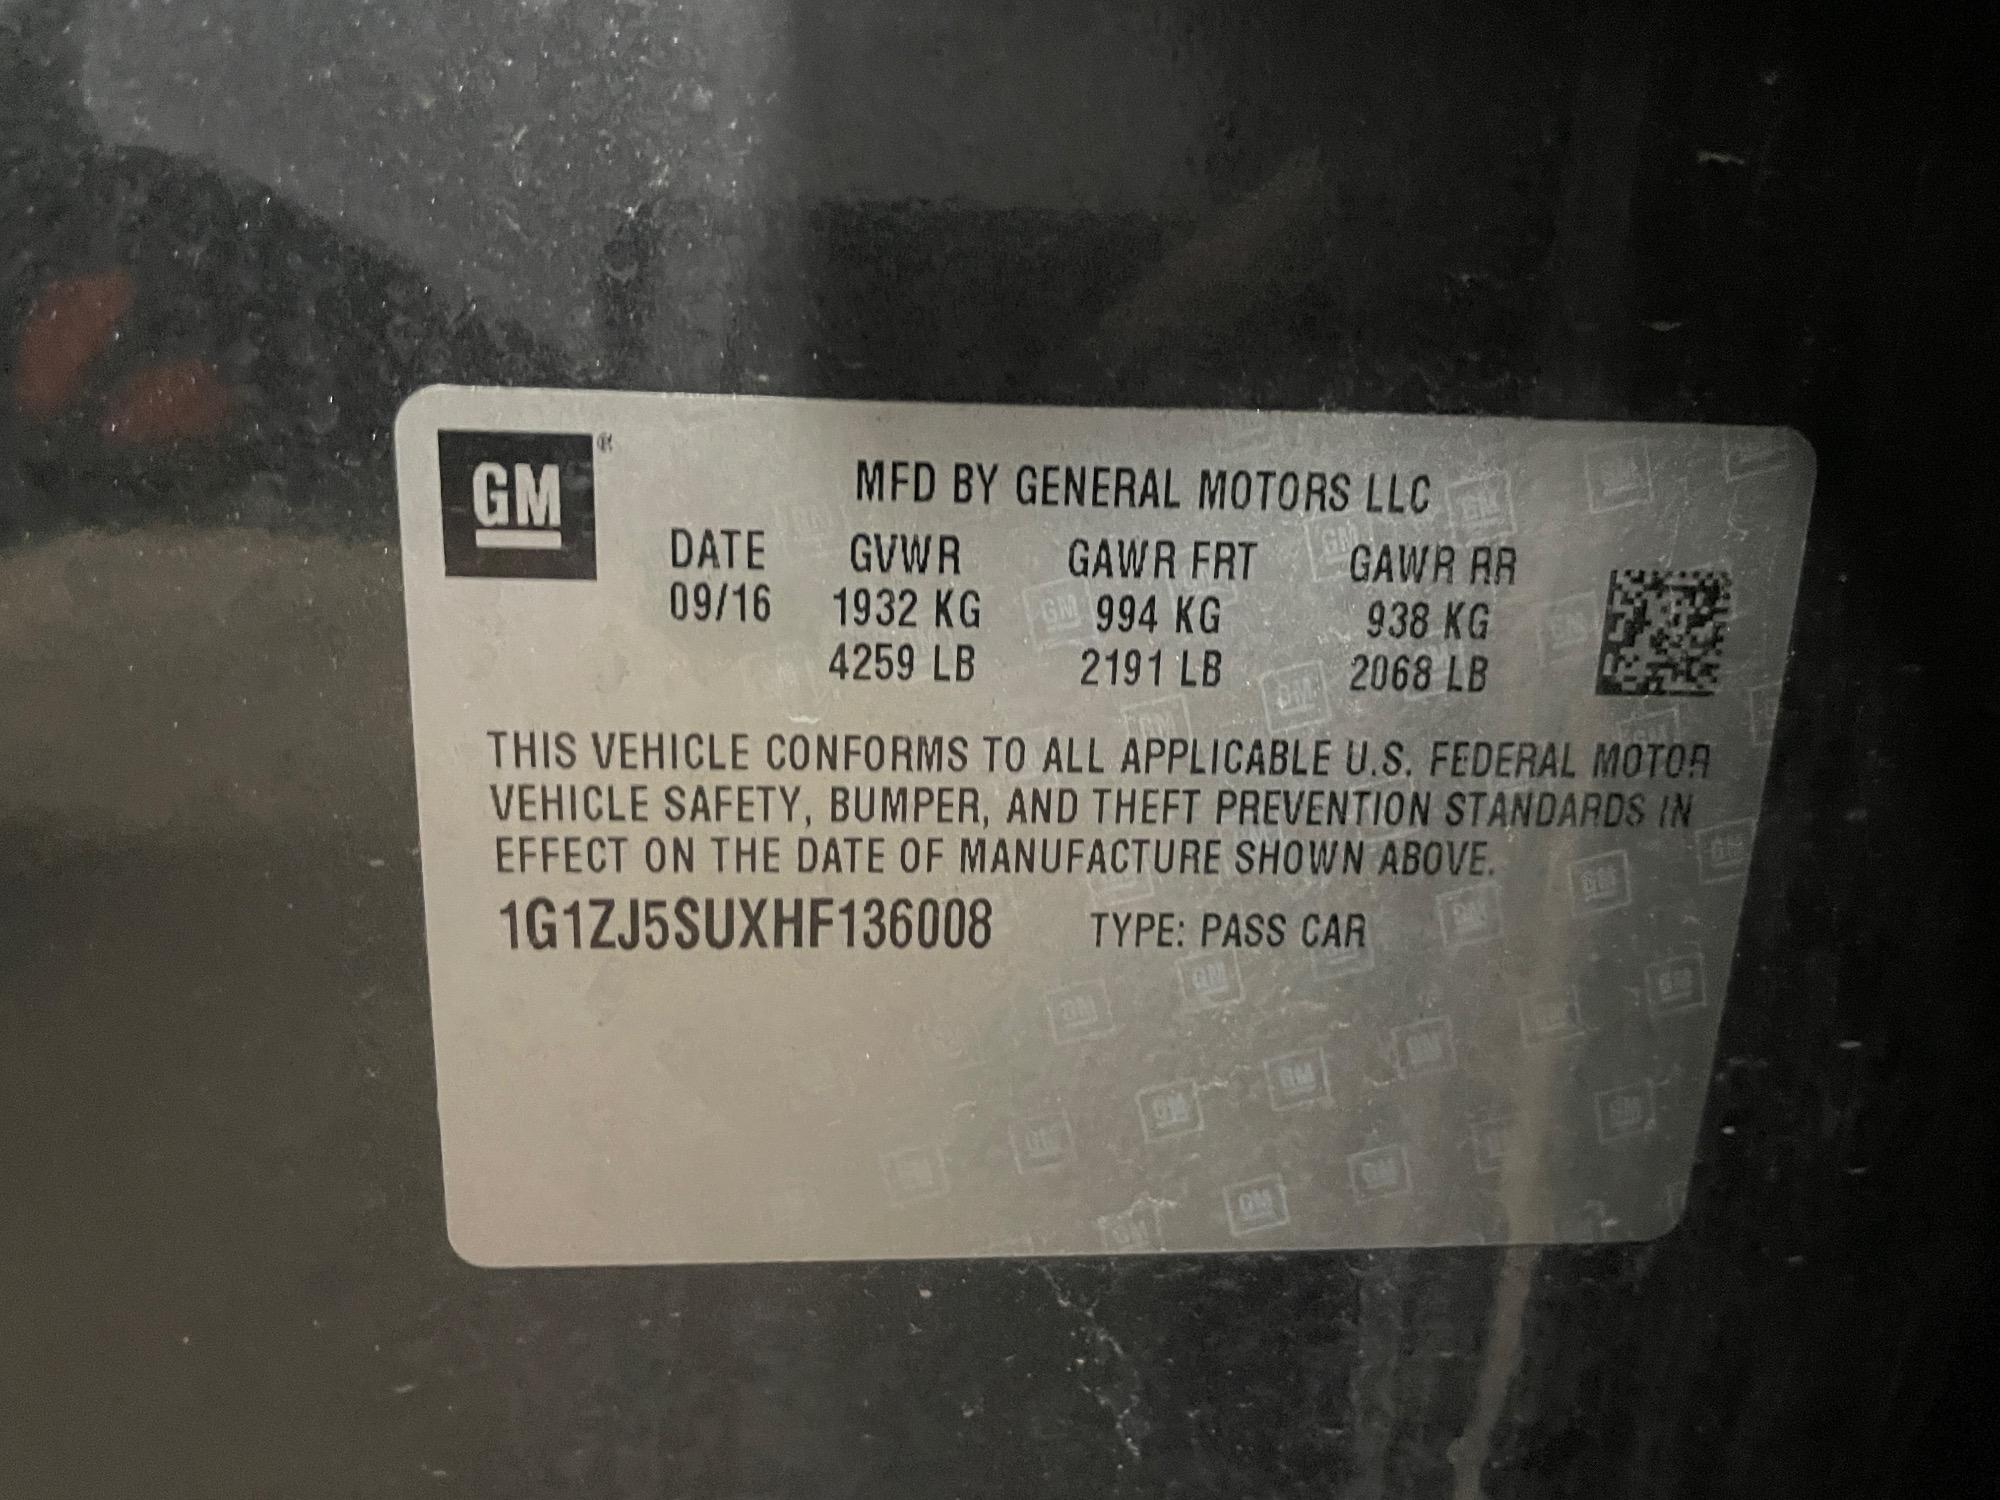 GM®
MFD BY GENERAL MOTORS LLC
DATE GVWR GAWR FRT GAWR RR
09/16 1932 KG 994 KG 938 KG
4259 LB 2191 LB 2068 LB
THIS VEHICLE CONFORMS TO ALL APPLICABLE U.S. FEDERAL MOTOR
VEHICLE SAFETY, BUMPER, AND THEFT PREVENTION STANDARDS IN
EFFECT ON THE DATE OF MANUFACTURE SHOWN ABOVE.
1G1ZJ5SUXHF136008 TYPE: PASS CAR